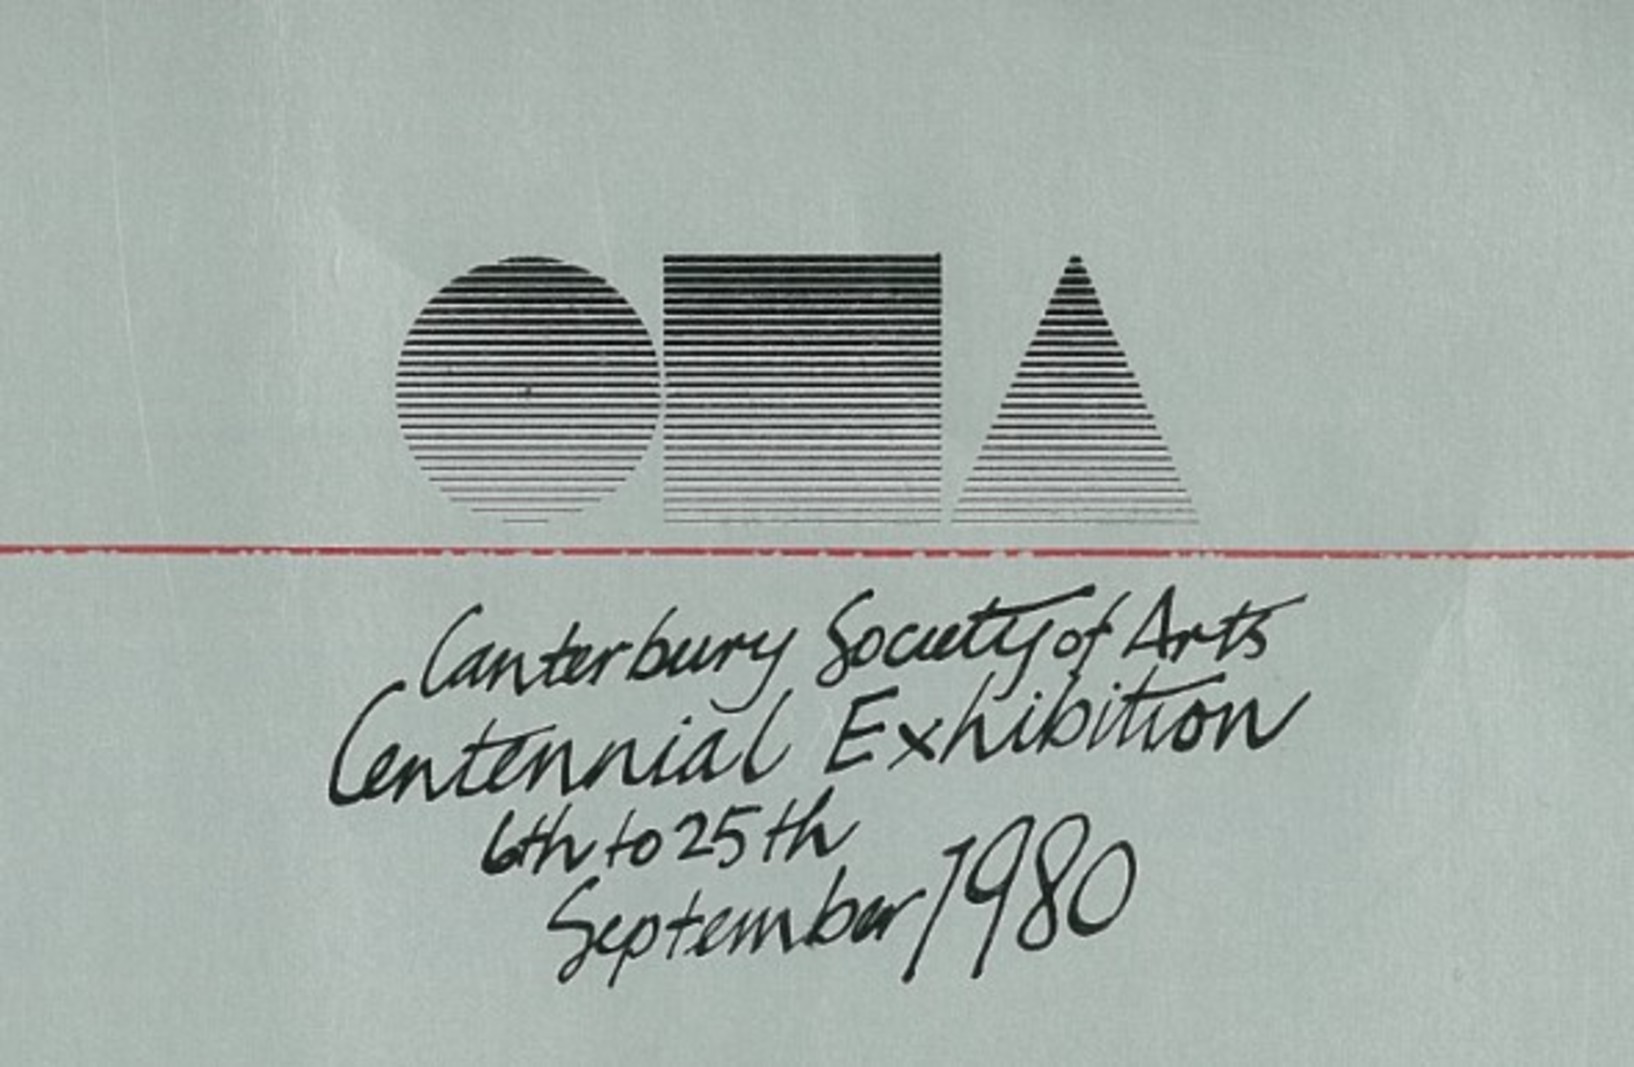 Canterbury Society of Arts
Centennial Exhibition
6th to 25th
September 1980